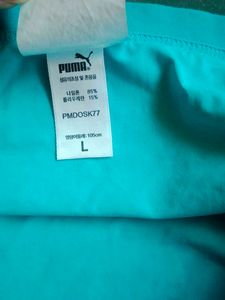 PUMA
섬유의조성 및 혼용율
나일론 85%
폴리우레탄 15%
PMDOSK77
엉덩이둘레: 105cm
L